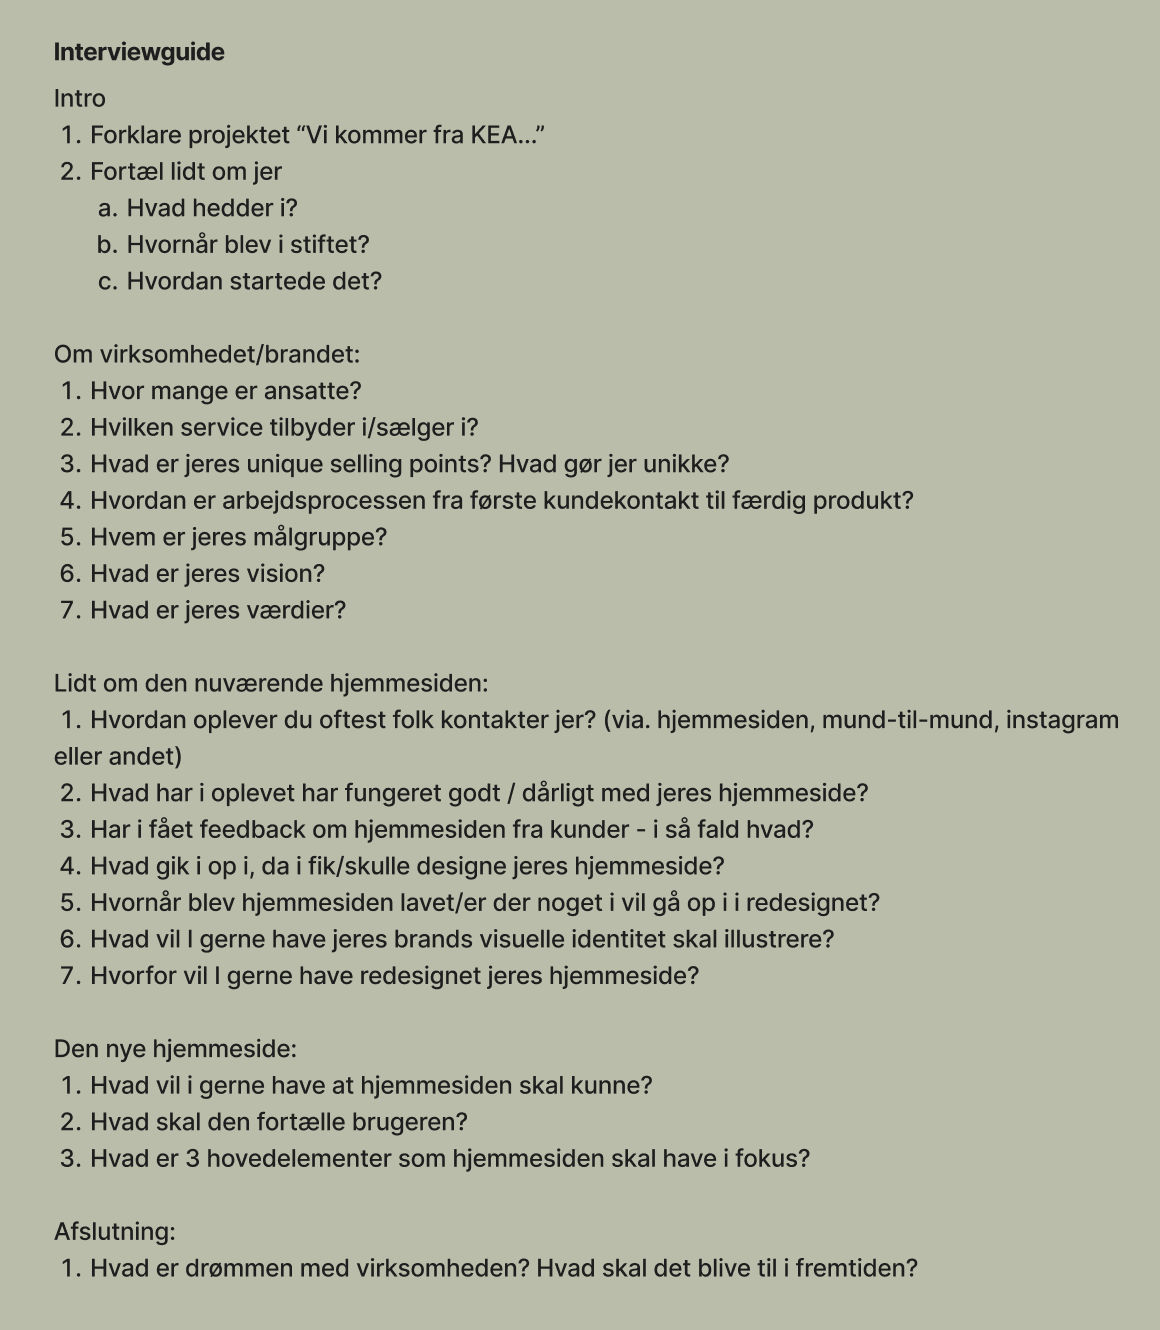 Interviewguide
Intro
1. Forklare projektet “Vi kommer fra KEA...”
2. Fortæl lidt om jer
a. Hvad hedder i?
b. Hvornår blev i stiftet?
c. Hvordan startede det?
Om virksomhedet/brandet:
1. Hvor mange er ansatte?
2. Hvilken service tilbyder i/sælger i?
3. Hvad er jeres unique selling points? Hvad gør jer unikke?
4. Hvordan er arbejdsprocessen fra første kundekontakt til færdig produkt?
5. Hvem er jeres målgruppe?
6. Hvad er jeres vision?
7. Hvad er jeres værdier?
Lidt om den nuværende hjemmesiden:
1. Hvordan oplever du oftest folk kontakter jer? (via. hjemmesiden, mund-til-mund, instagram
eller andet)
2. Hvad har i oplevet har fungeret godt / dårligt med jeres hjemmeside?
3. Har i fået feedback om hjemmesiden fra kunder - i så fald hvad?
4. Hvad gik i op i, da i fik/skulle designe jeres hjemmeside?
5. Hvornår blev hjemmesiden lavet/er der noget i vil gå op i i redesignet?
6. Hvad vil I gerne have jeres brands visuelle identitet skal illustrere?
7. Hvorfor vil I gerne have redesignet jeres hjemmeside?
Den nye hjemmeside:
1. Hvad vil i gerne have at hjemmesiden skal kunne?
2. Hvad skal den fortælle brugeren?
3. Hvad er 3 hovedelementer som hjemmesiden skal have i fokus?
Afslutning:
1. Hvad er drømmen med virksomheden? Hvad skal det blive til i fremtiden?